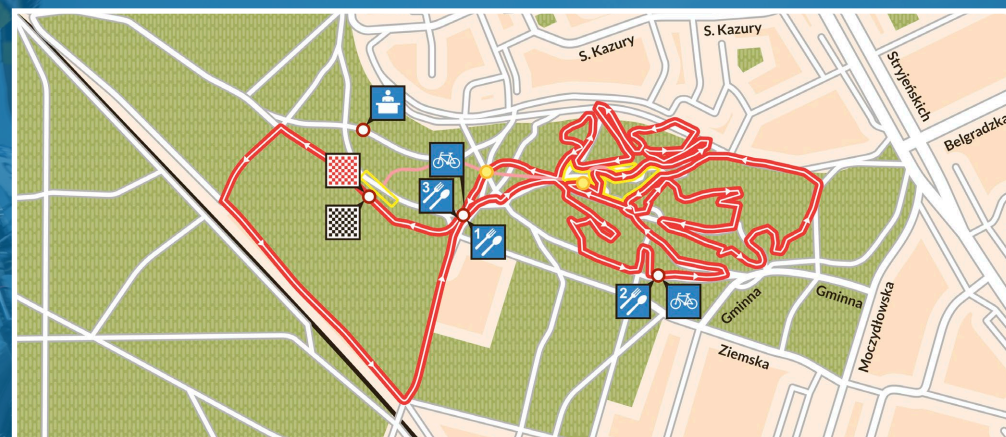 S. Kazury
S. Kazury
Stryjeńskich
Belgradzka
3
1
2
Gminna
Gminna
Moczydłowska
Ziemska